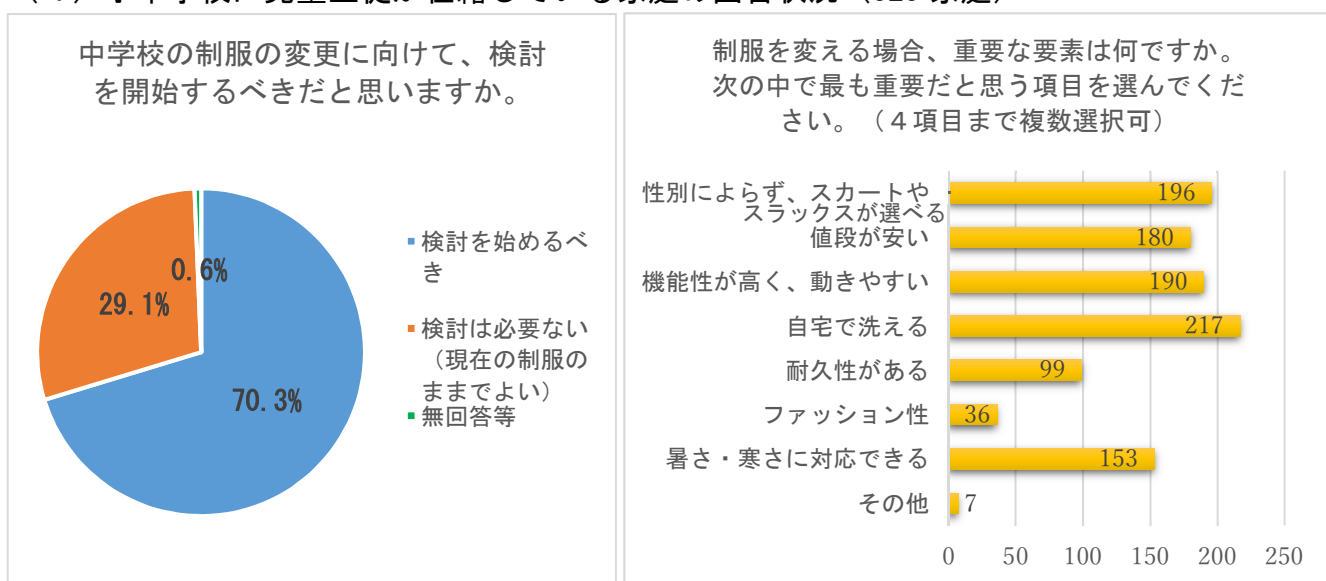 中学校の制服の変更に向けて、検討
を開始するべきだと思いますか。
0.6%
29.1%
70.3%
検討を始めるべ
き
検討は必要ない
（現在の制服の
ままでよい）
無回答等
制服を変える場合、重要な要素は何ですか。
次の中で最も重要だと思う項目を選んでくだ
さい。（４項目まで複数選択可）
性別によらず、スカートや
スラックスが選べる
196
値段が安い
180
機能性が高く、動きやすい
190
自宅で洗える
217
耐久性がある
99
ファッション性
36
暑さ・寒さに対応できる
153
その他
7
0 50 100 150 200 250